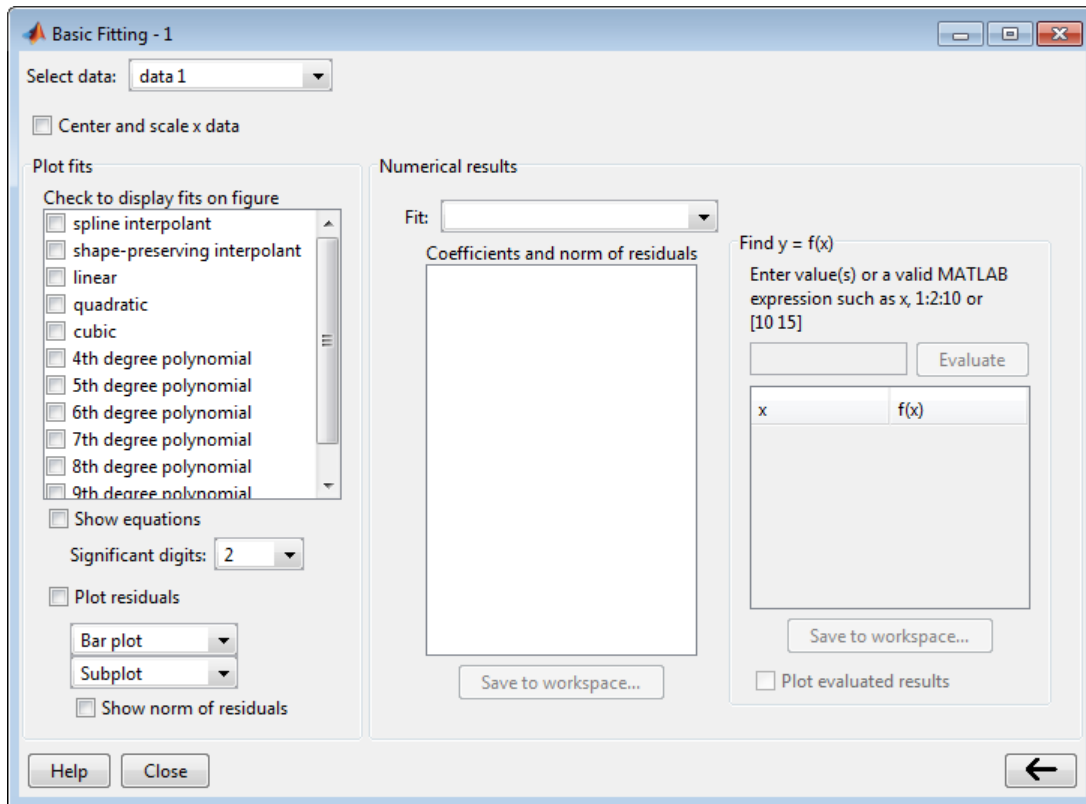 Basic Fitting - 1
Select data: data 1
Center and scale x data
Plot fits
Check to display fits on figure
spline interpolant
shape-preserving interpolant
linear
quadratic
cubic
4th degree polynomial
5th degree polynomial
6th degree polynomial
7th degree polynomial
8th degree polynomial
9th degree polynomial
Show equations
Significant digits: 2
Plot residuals
Bar plot
Subplot
Show norm of residuals
Numerical results
Fit:
Coefficients and norm of residuals
Save to workspace...
Find y = f(x)
Enter value(s) or a valid MATLAB
expression such as x, 1:2:10 or
[10 15]
Evaluate
x f(x)
Save to workspace...
Plot evaluated results
Help Close